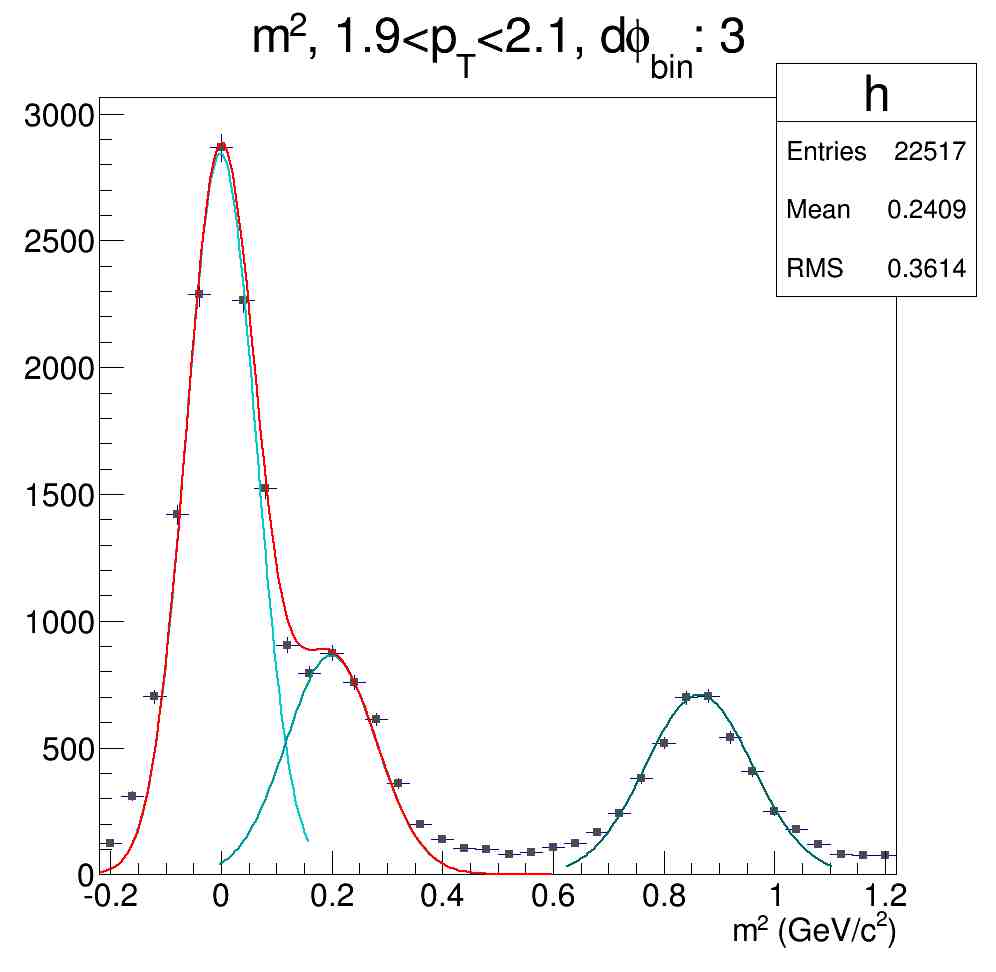 m², 1.9<p_T<2.1, dϕ_bin: 3
h
Entries 22517
Mean 0.2409
RMS 0.3614
3000
2500
2000
1500
1000
500
0
-0.2 0 0.2 0.4 0.6 0.8 1 1.2
m² (GeV/c²)